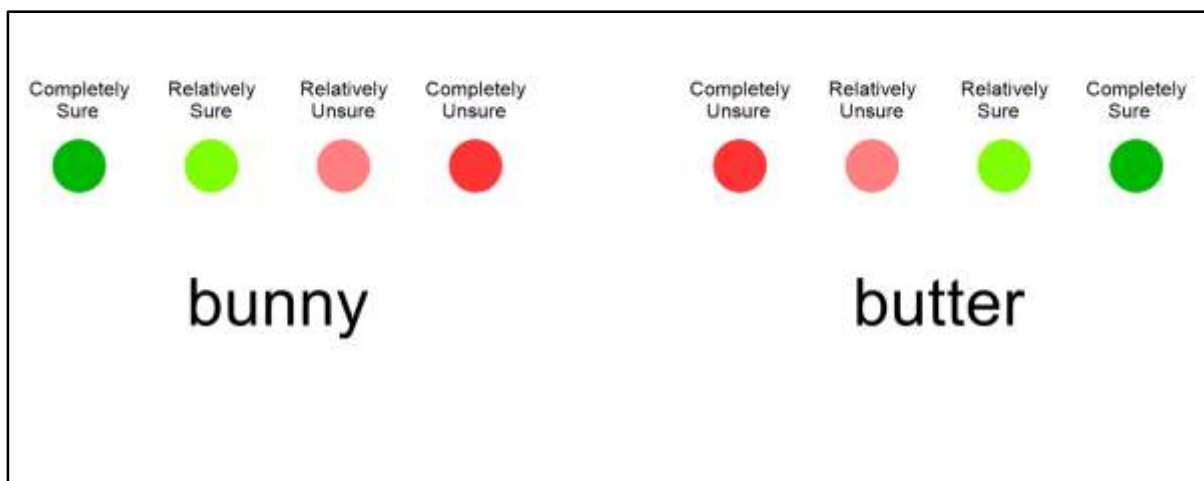 Completely Sure
Relatively Sure
Relatively Unsure
Completely Unsure
Completely Unsure
Relatively Unsure
Relatively Sure
Completely Sure
bunny
butter